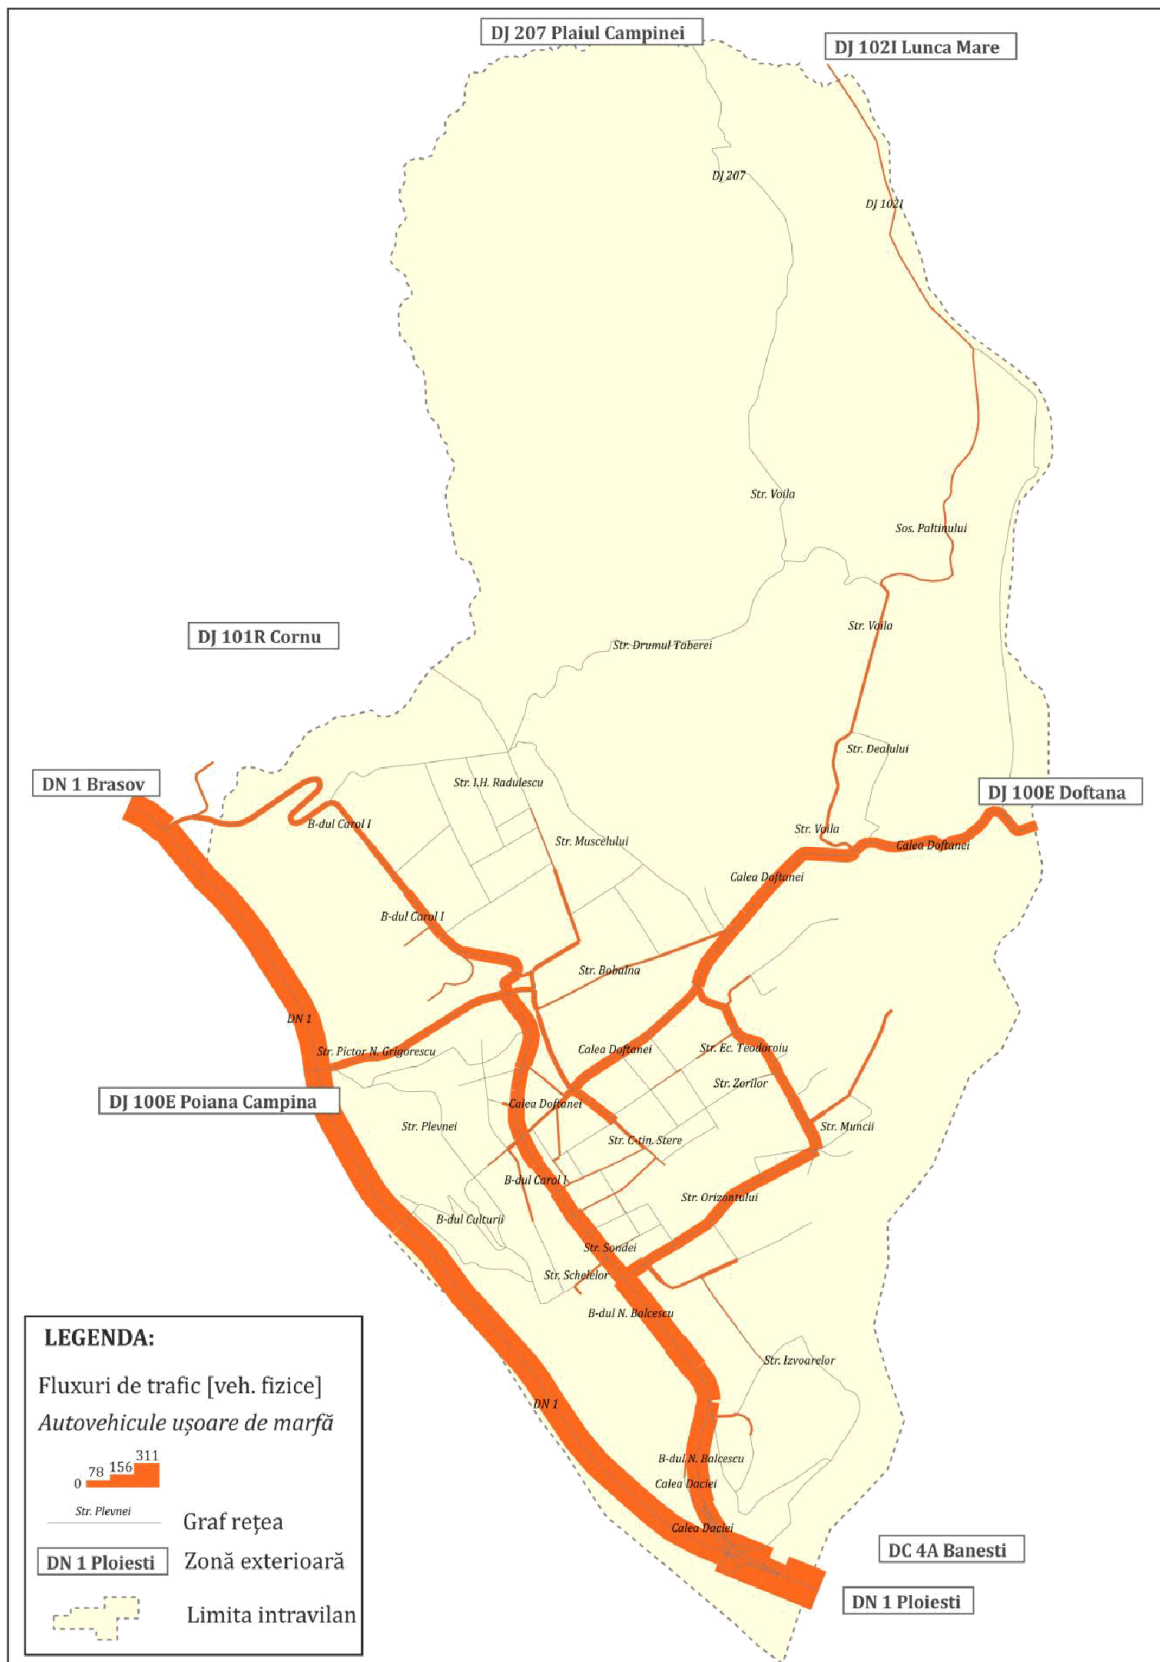 DJ 207 Plaiul Campinei
DJ 102I Lunca Mare
DJ 207
DJ 102I
Str. Voila
Sos. Paltinului
Str. Voila
DJ 101R Cornu
Str. Drumul Taberei
Str. Dealului
DN 1 Brasov
Str. I.H. Radulescu
DJ 100E Doftana
B-dul Carol I
Str. Muscelului
Str. Voila
Calea Doftanei
Calea Doftanei
B-dul Carol I
Str. Bobalna
DN 1
Str. Pictor N. Grigorescu
Calea Doftanei
Str. Ec. Teodoroiu
Str. Zorilor
DJ 100E Poiana Campina
Calea Doftanei
Str. Plevnei
Str. C-tin. Stere
Str. Muncii
B-dul Carol I
Str. Orizontului
B-dul Culturii
Str. Sondei
Str. Schelelor
B-dul N. Balcescu
Str. Izvoarelor
DN 1
B-dul N. Balcescu
Calea Daciei
Calea Daciei
DC 4A Banesti
DN 1 Ploiesti
LEGENDA:
Fluxuri de trafic [veh. fizice]
Autovehicule ușoare de marfă
0 78 156 311
Str. Plevnei
Graf rețea
DN 1 Ploiesti
Zonă exterioară
Limita intravilan